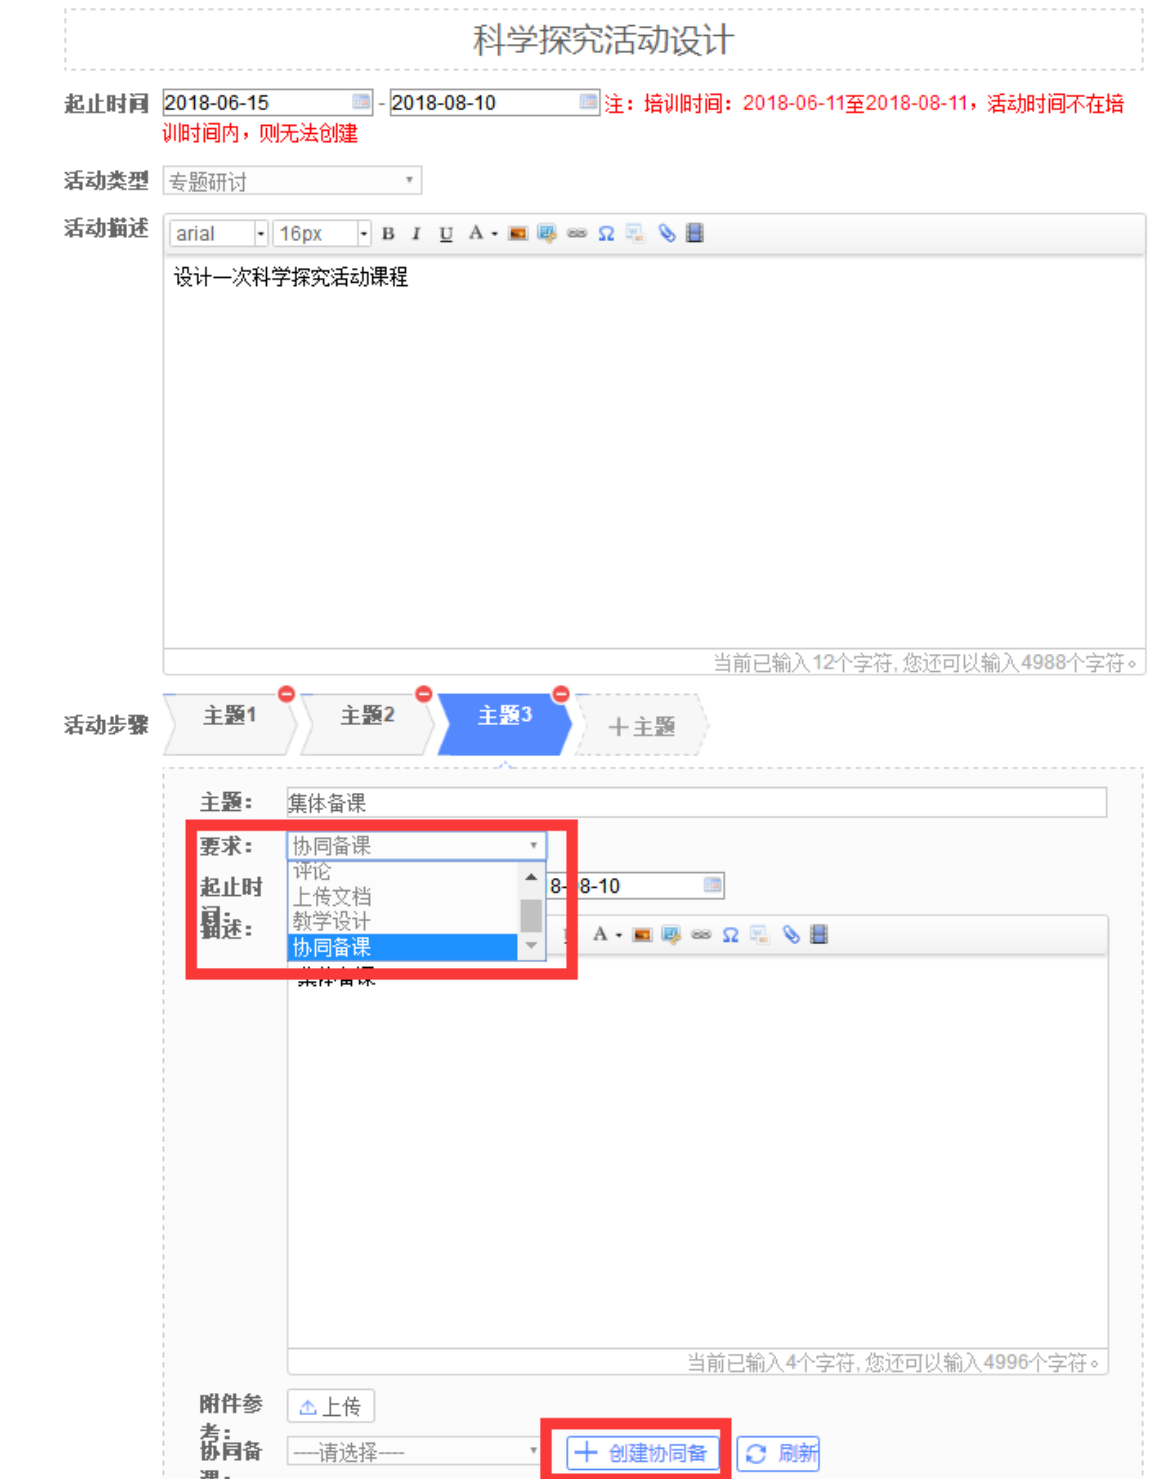 科学探究活动设计
起止时间 2018-06-15 - 2018-08-10 注：培训时间：2018-06-11至2018-08-11，活动时间不在培
训时间内，则无法创建
活动类型 专题研讨
活动描述 arial 16px B I U A Ω
设计一次科学探究活动课程
当前已输入12个字符, 您还可以输入4988个字符。
活动步骤 主题1 主题2 主题3 +主题
主题： 集体备课
要求： 协同备课
评论
起止时 8-08-10
上传文档
间：
教学设计
描述： A Ω
协同备课
集体备课
当前已输入4个字符, 您还可以输入4996个字符。
附件参 上传
考：
协同备 ----请选择---- + 创建协同备 刷新
课：